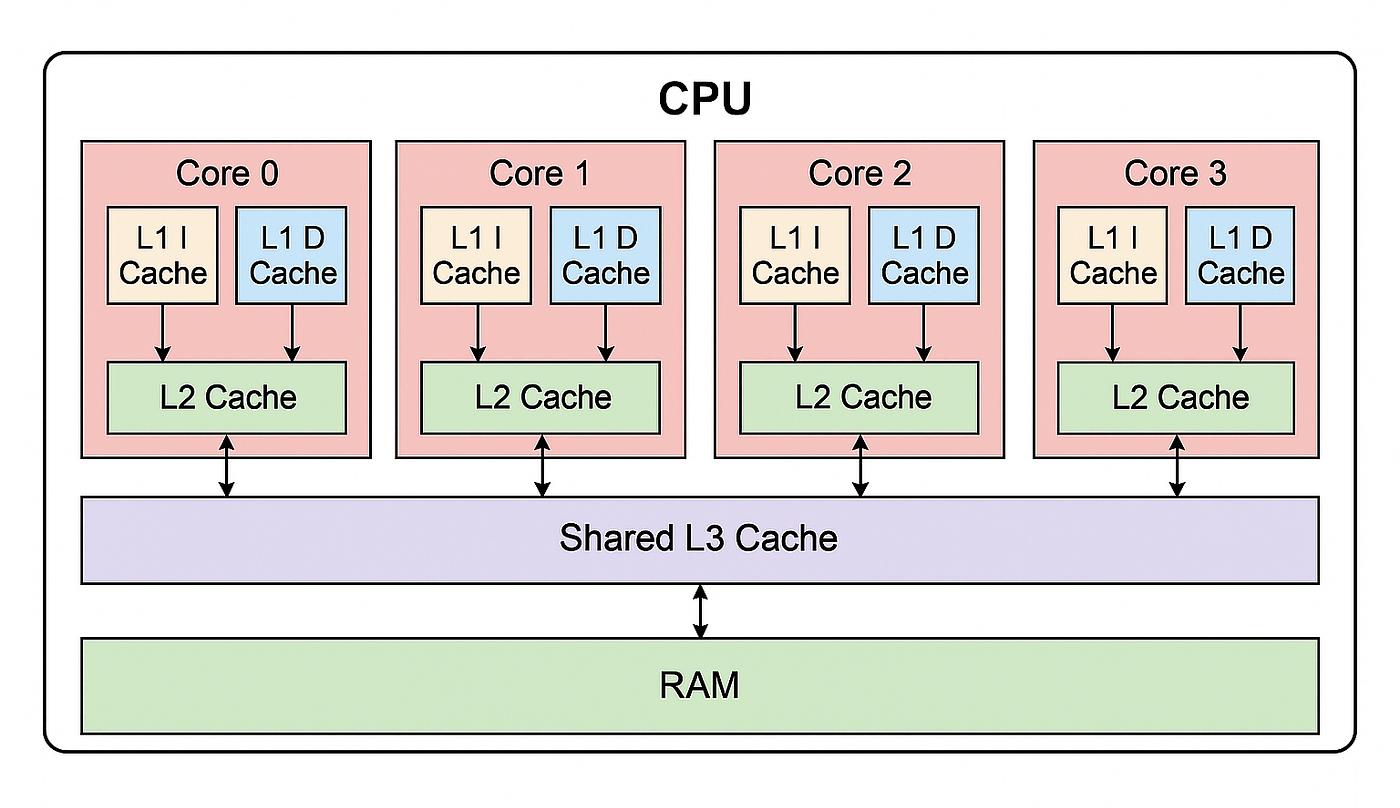 CPU
Core 0
L1 I
Cache
L1 D
Cache
L2 Cache
Core 1
L1 I
Cache
L1 D
Cache
L2 Cache
Core 2
L1 I
Cache
L1 D
Cache
L2 Cache
Core 3
L1 I
Cache
L1 D
Cache
L2 Cache
Shared L3 Cache
RAM